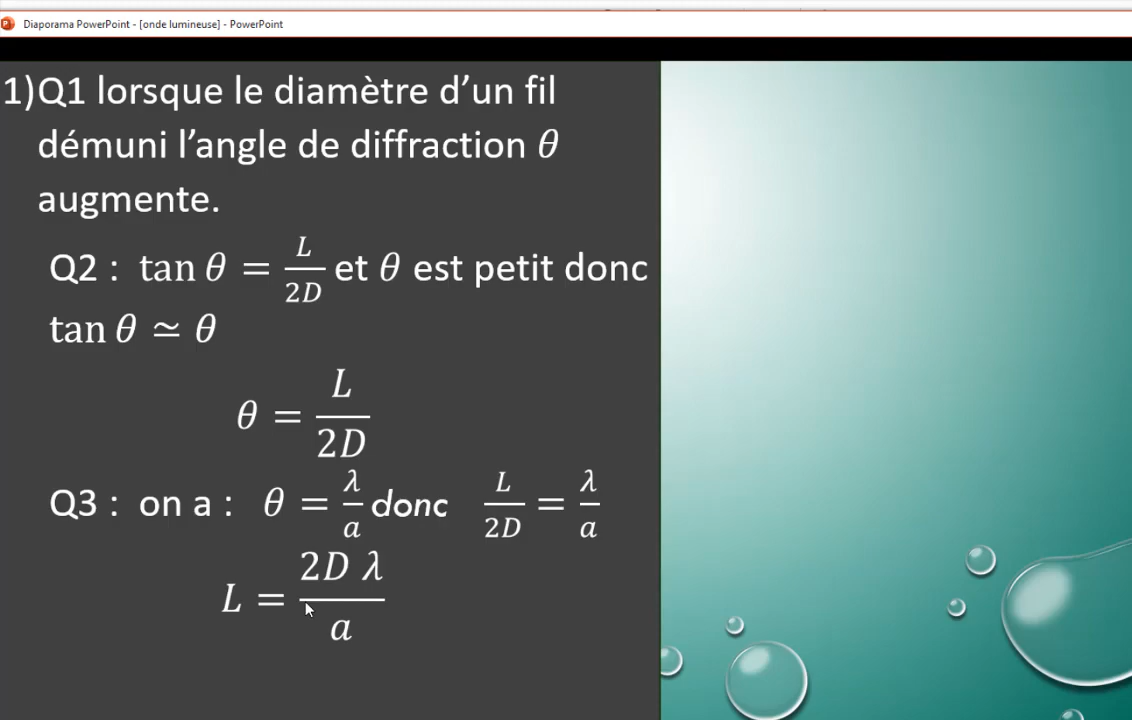 Diaporama PowerPoint - [onde lumineuse] - PowerPoint
1)Q1 lorsque le diamètre d’un fil
démuni l’angle de diffraction θ
augmente.
Q2 : tan θ = L/2D et θ est petit donc
tan θ ≃ θ
θ = L/2D
Q3 : on a : θ = λ/a donc L/2D = λ/a
L = 2D λ/a